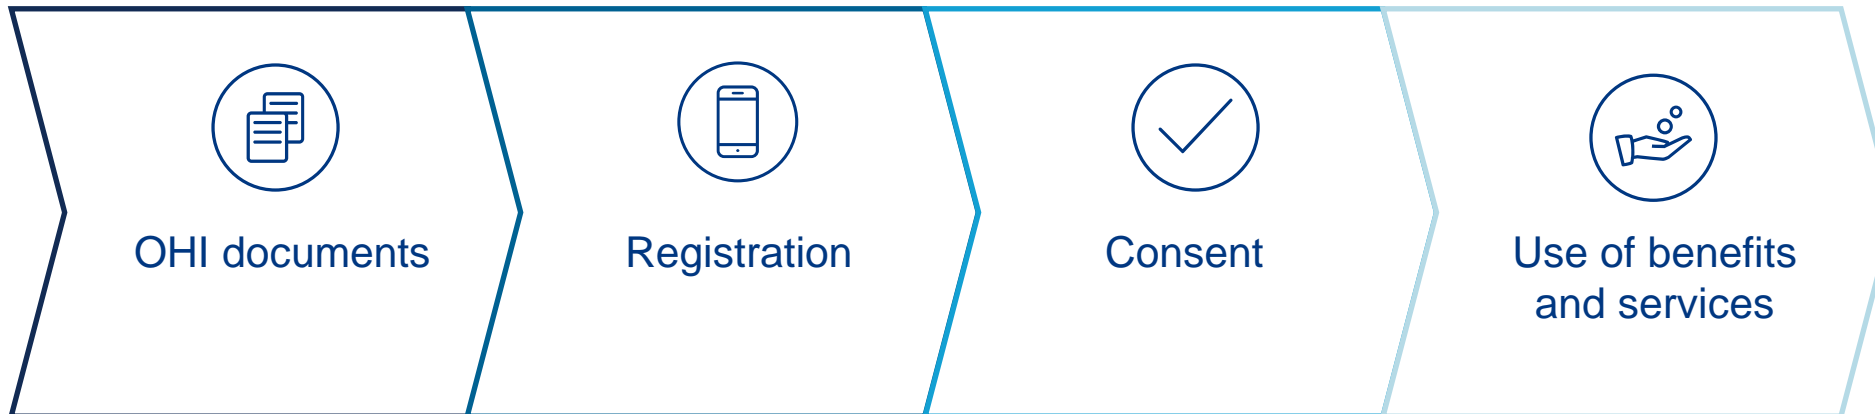 OHI documents
Registration
Consent
Use of benefits
and services